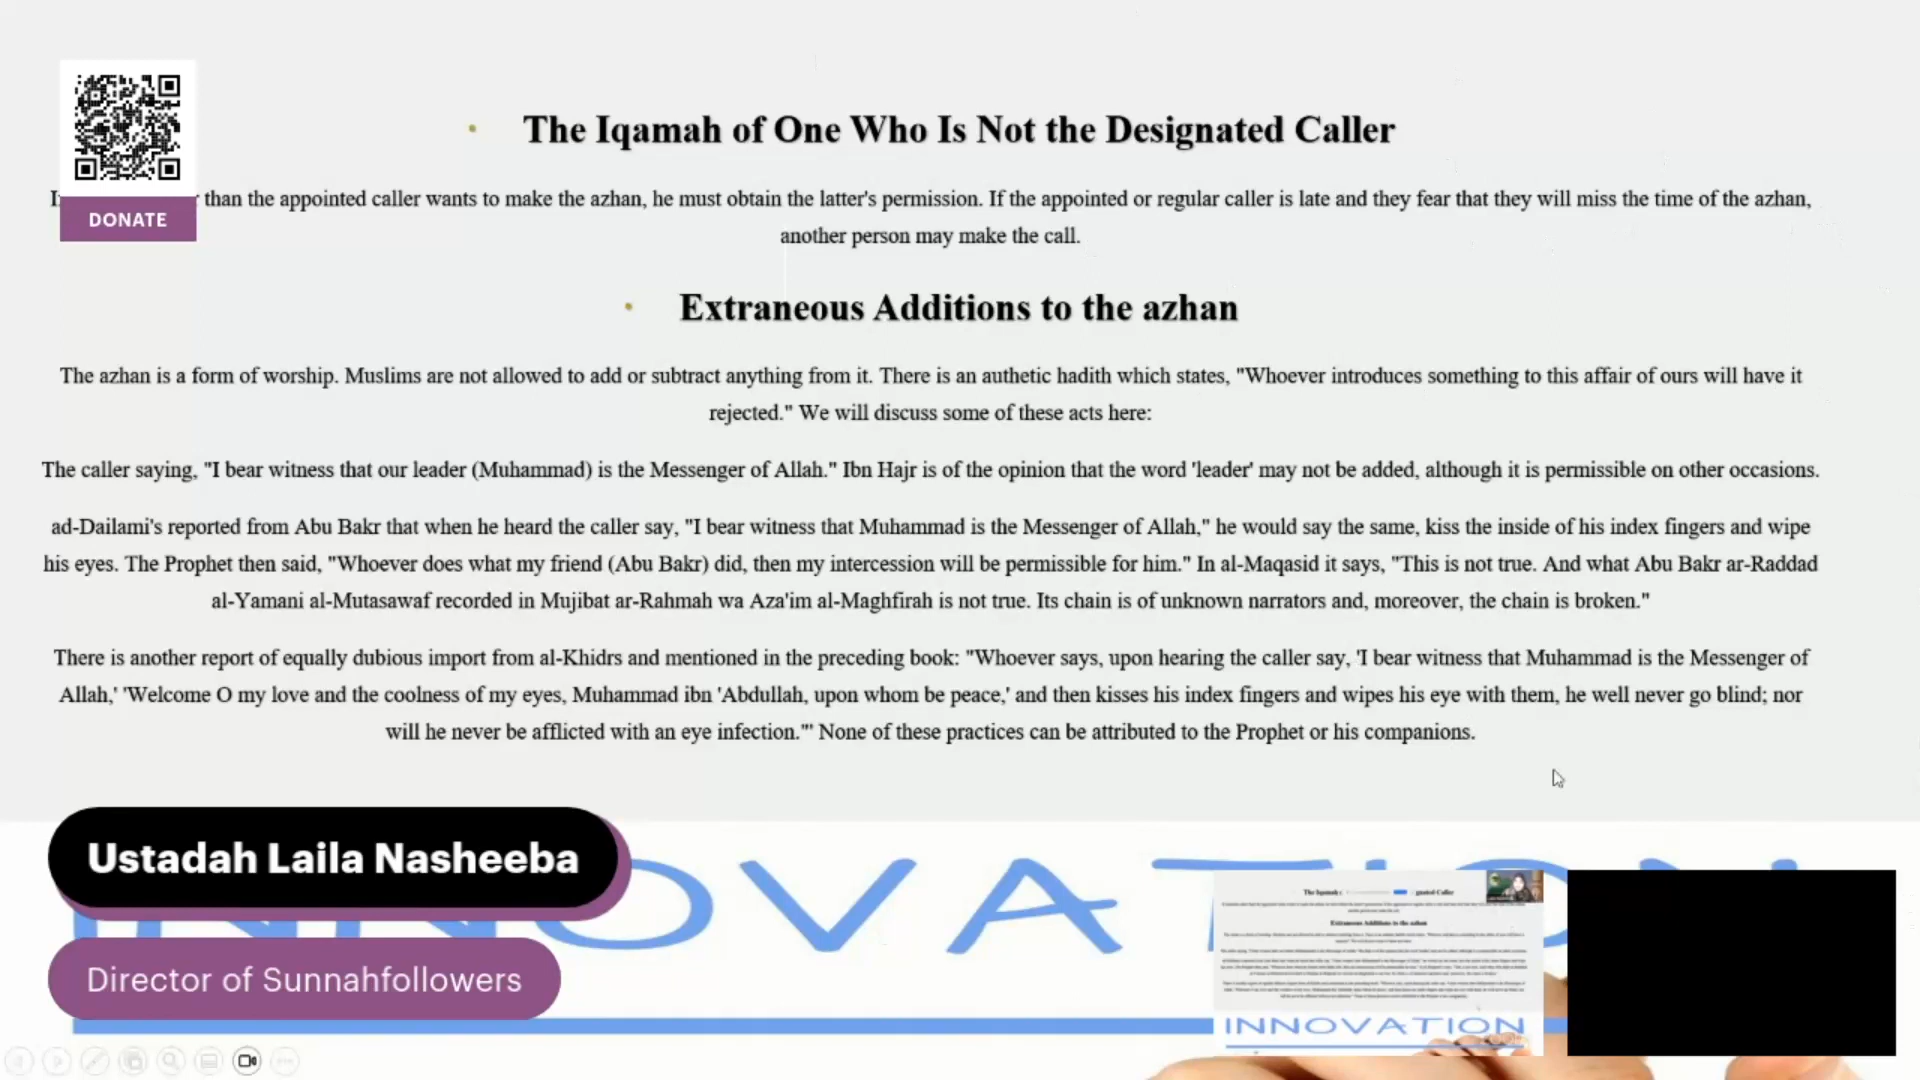 The Iqamah of One Who Is Not the Designated Caller
than the appointed caller wants to make the azhan, he must obtain the latter's permission. If the appointed or regular caller is late and they fear that they will miss the time of the azhan,
another person may make the call.
DONATE
Extraneous Additions to the azhan
The azhan is a form of worship. Muslims are not allowed to add or subtract anything from it. There is an authetic hadith which states, "Whoever introduces something to this affair of ours will have it
rejected." We will discuss some of these acts here:
The caller saying, "I bear witness that our leader (Muhammad) is the Messenger of Allah." Ibn Hajr is of the opinion that the word 'leader' may not be added, although it is permissible on other occasions.
ad-Dailami's reported from Abu Bakr that when he heard the caller say, "I bear witness that Muhammad is the Messenger of Allah," he would say the same, kiss the inside of his index fingers and wipe
his eyes. The Prophet then said, "Whoever does what my friend (Abu Bakr) did, then my intercession will be permissible for him." In al-Maqasid it says, "This is not true. And what Abu Bakr ar-Raddad
al-Yamani al-Mutasawaf recorded in Mujibat ar-Rahmah wa Aza'im al-Maghfirah is not true. Its chain is of unknown narrators and, moreover, the chain is broken."
There is another report of equally dubious import from al-Khidrs and mentioned in the preceding book: "Whoever says, upon hearing the caller say, 'I bear witness that Muhammad is the Messenger of
Allah,' 'Welcome O my love and the coolness of my eyes, Muhammad ibn 'Abdullah, upon whom be peace,' and then kisses his index fingers and wipes his eye with them, he well never go blind; nor
will he never be afflicted with an eye infection."' None of these practices can be attributed to the Prophet or his companions.
Ustadah Laila Nasheeba
Director of Sunnahfollowers
INNOVATION
Extraneous Additions to the azhan
INNOVATION